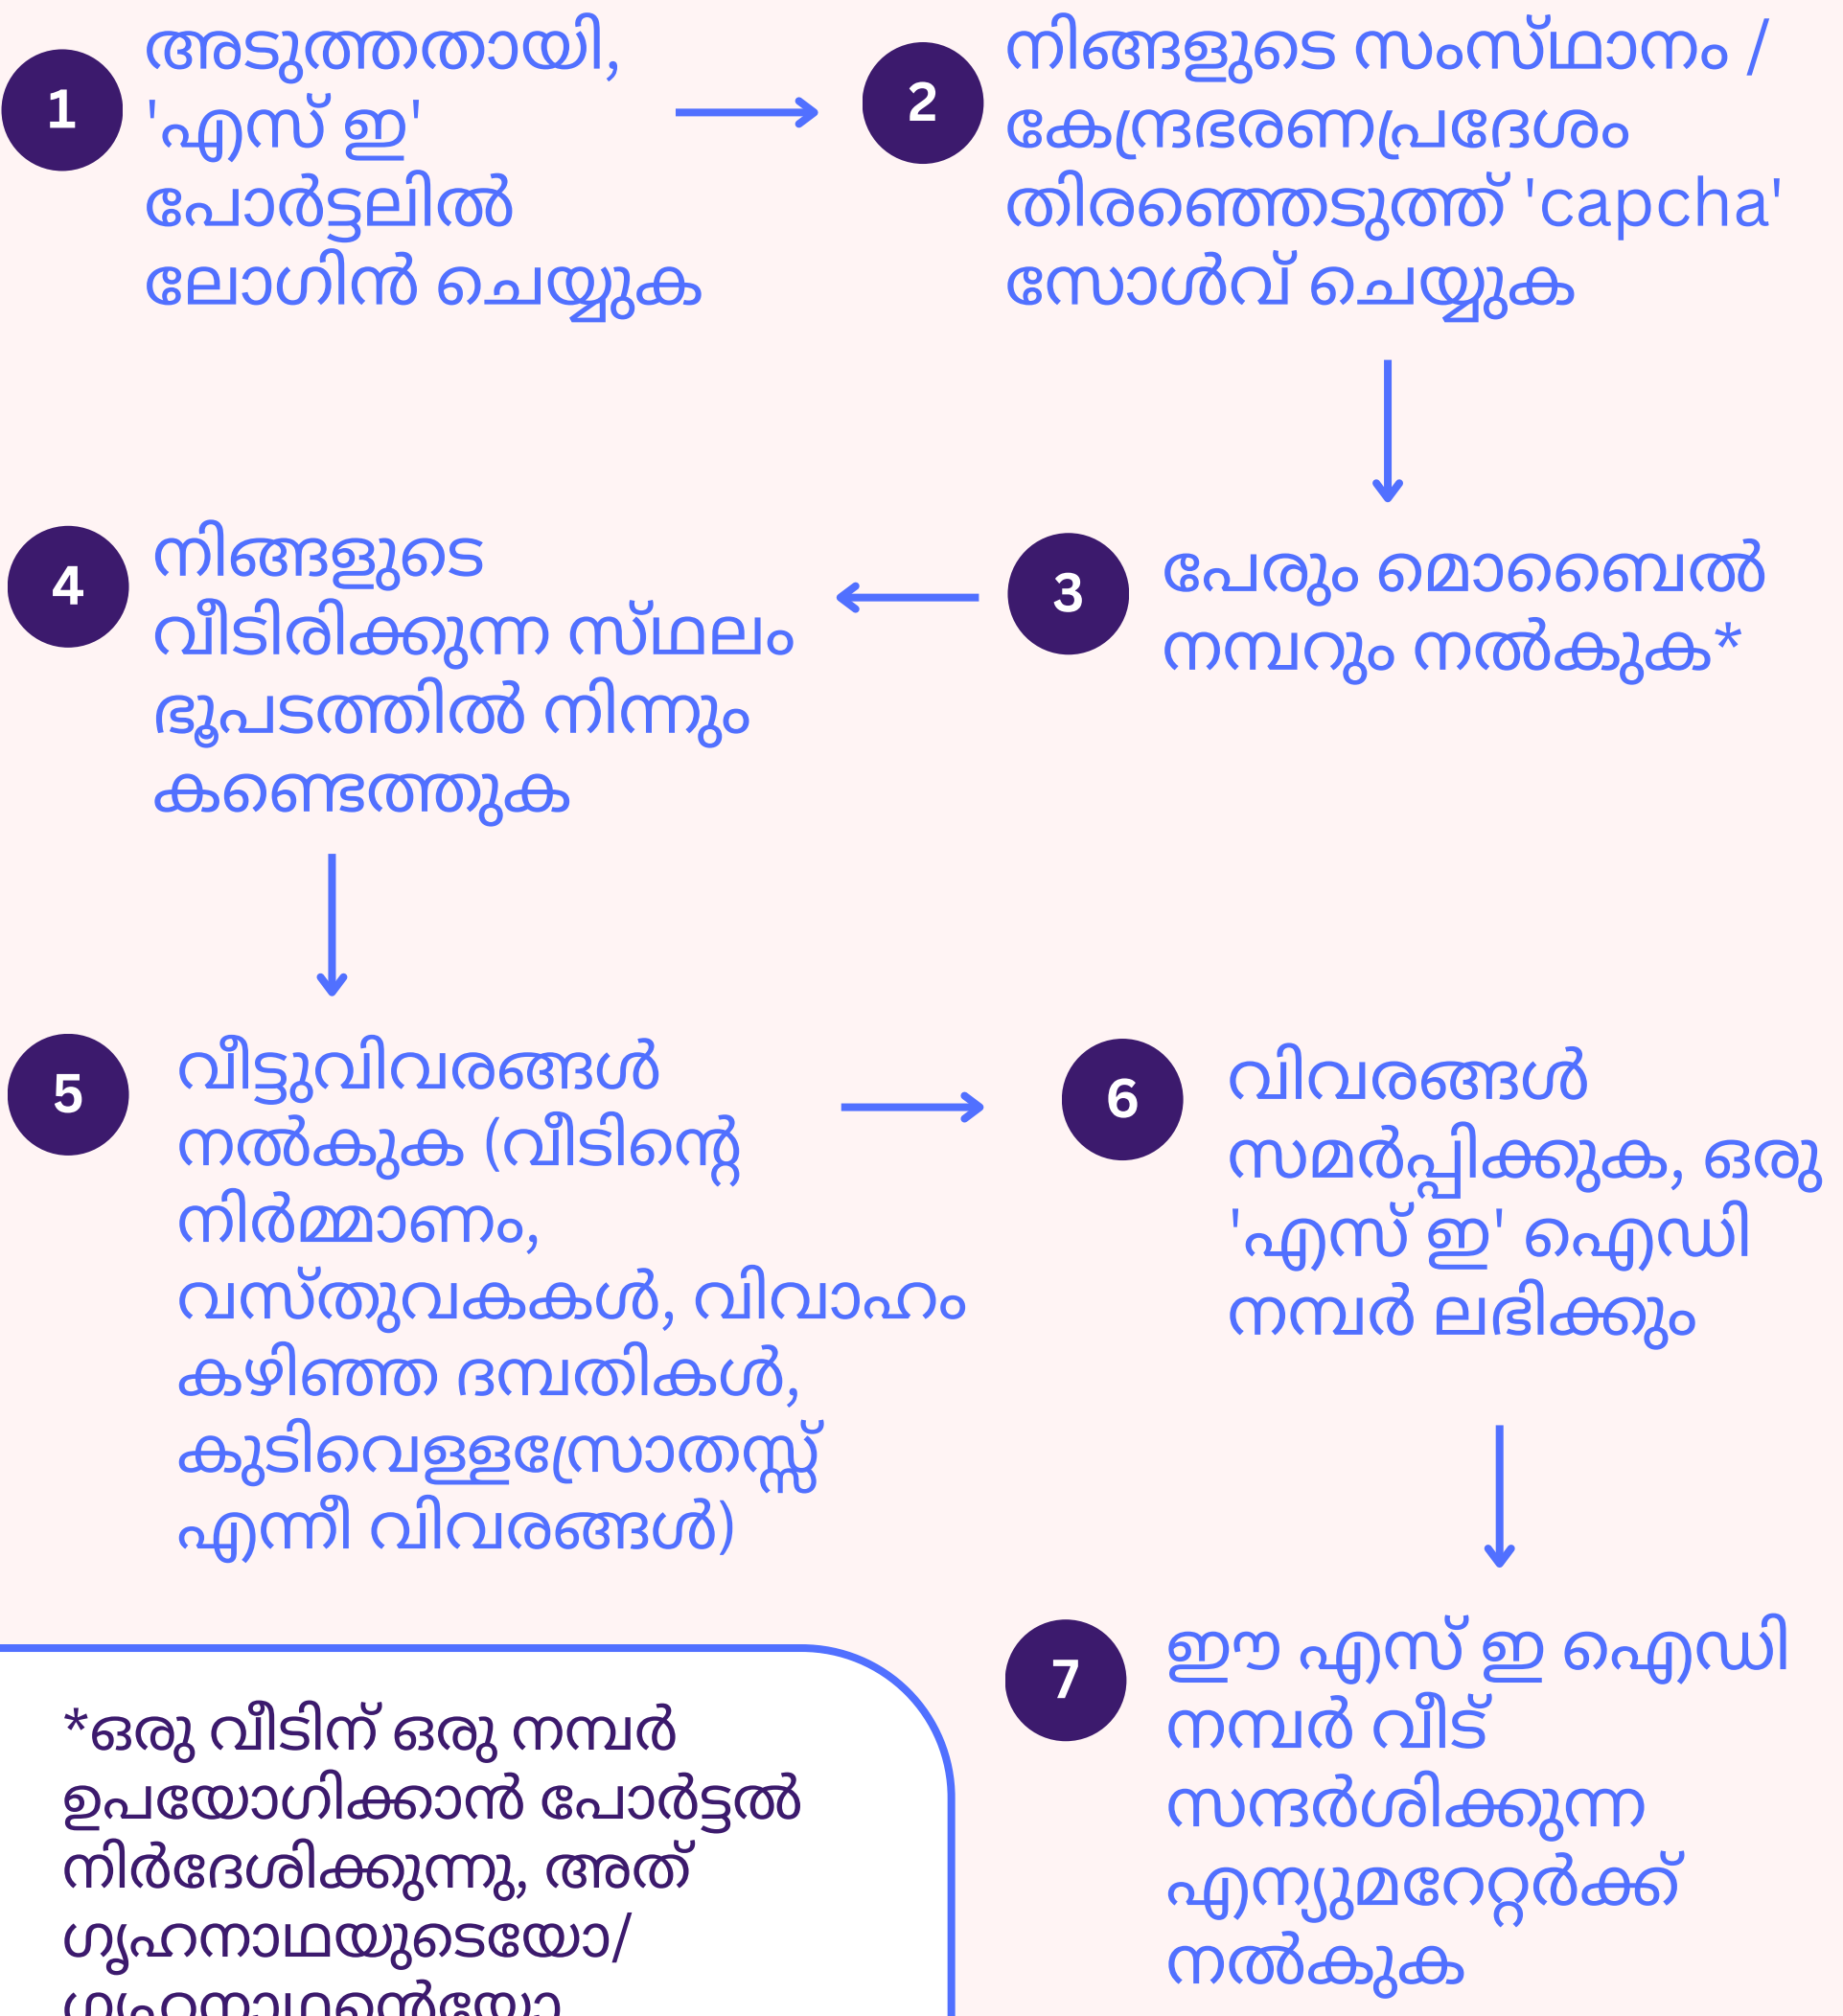 1
അടുത്തതായി,
'എസ് ഇ'
പോർട്ടലിൽ
ലോഗിൻ ചെയ്യുക
2
നിങ്ങളുടെ സംസ്ഥാനം /
കേന്ദ്രഭരണപ്രദേശം
തിരഞ്ഞെടുത്ത് 'capcha'
സോൾവ് ചെയ്യുക
3
പേരും മൊബൈൽ
നമ്പറും നൽകുക*
4
നിങ്ങളുടെ
വീടിരിക്കുന്ന സ്ഥലം
ഭൂപടത്തിൽ നിന്നും
കണ്ടെത്തുക
5
വീട്ടുവിവരങ്ങൾ
നൽകുക (വീടിന്റെ
നിർമ്മാണം,
വസ്തുവകകൾ, വിവാഹം
കഴിഞ്ഞ ദമ്പതികൾ,
കുടിവെള്ളസ്രോതസ്സ്
എന്നീ വിവരങ്ങൾ)
6
വിവരങ്ങൾ
സമർപ്പിക്കുക, ഒരു
'എസ് ഇ' ഐഡി
നമ്പർ ലഭിക്കും
7
ഈ എസ് ഇ ഐഡി
നമ്പർ വീട്
സന്ദർശിക്കുന്ന
എന്യുമറേറ്റർക്ക്
നൽകുക
*ഒരു വീടിന് ഒരു നമ്പർ
ഉപയോഗിക്കാൻ പോർട്ടൽ
നിർദേശിക്കുന്നു, അത്
ഗൃഹനാഥയുടെയോ/
ഗൃഹനാഥന്റെയോ